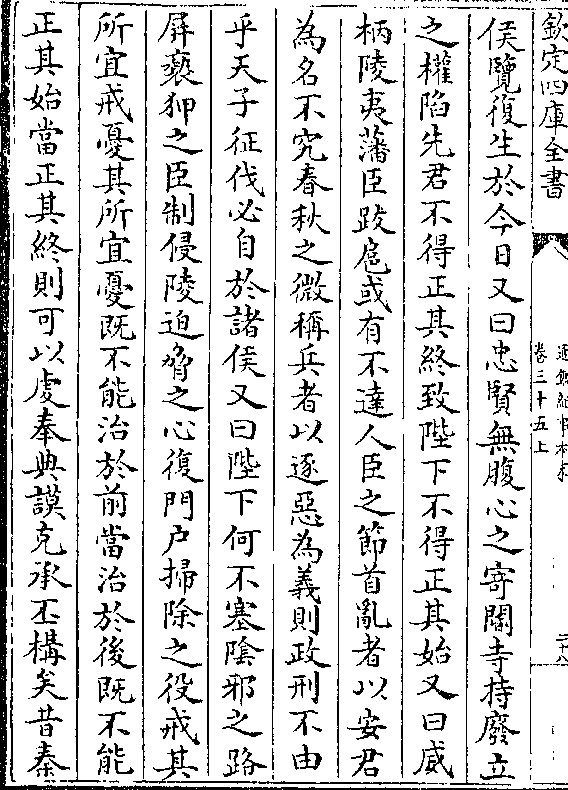 欽定四庫全書
通鑑紀事本末
卷三十五上
二十八
侯覽復生於今日又曰忠賢無腹心之寄閽寺持廢立
之權陷先君不得正其終致陛下不得正其始又曰威
柄陵夷藩臣跋扈或有不達人臣之節首亂者以安君
為名不究春秋之微稱兵者以逐惡為義則政刑不由
乎天子征伐必自於諸侯又曰陛下何不塞陰邪之路
屏褻狎之臣制侵陵迫脅之心復門户掃除之役戒其
所宜戒憂其所宜憂既不能治於前當治於後既不能
正其始當正其終則可以虔奉典謨克承丕構矣昔秦